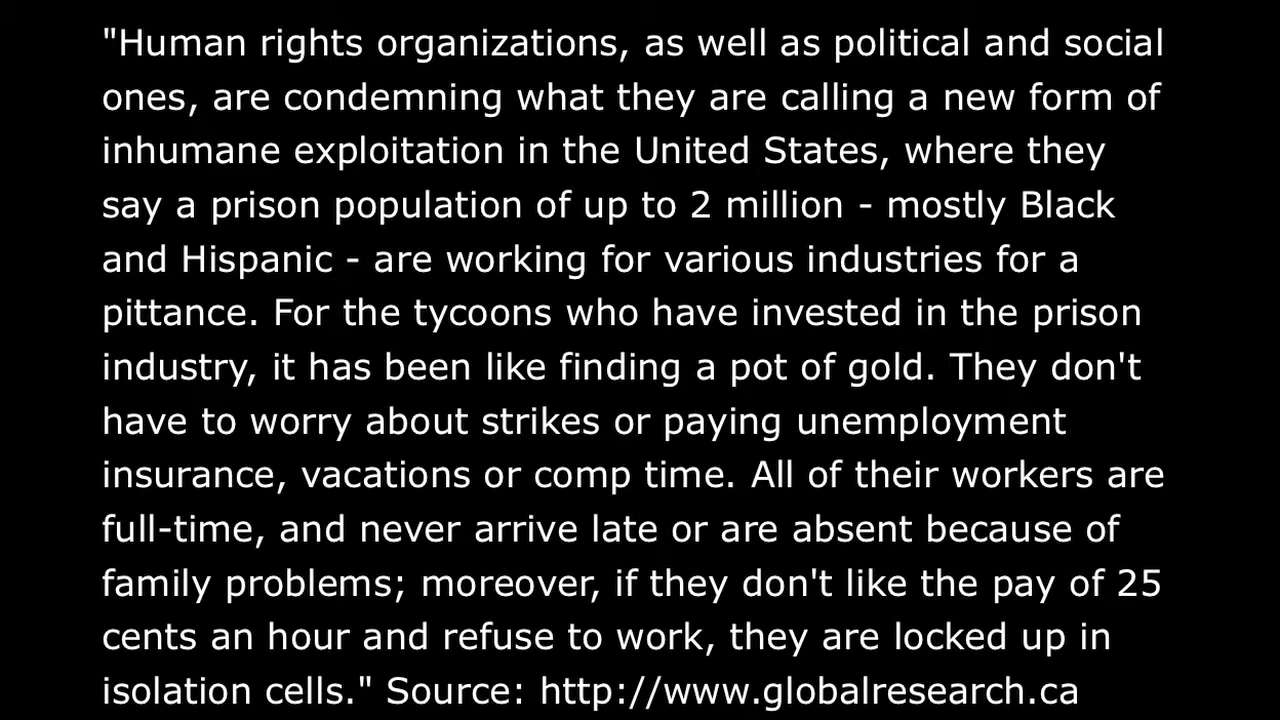 "Human rights organizations, as well as political and social
ones, are condemning what they are calling a new form of
inhumane exploitation in the United States, where they
say a prison population of up to 2 million - mostly Black
and Hispanic - are working for various industries for a
pittance. For the tycoons who have invested in the prison
industry, it has been like finding a pot of gold. They don't
have to worry about strikes or paying unemployment
insurance, vacations or comp time. All of their workers are
full-time, and never arrive late or are absent because of
family problems; moreover, if they don't like the pay of 25
cents an hour and refuse to work, they are locked up in
isolation cells." Source: http://www.globalresearch.ca